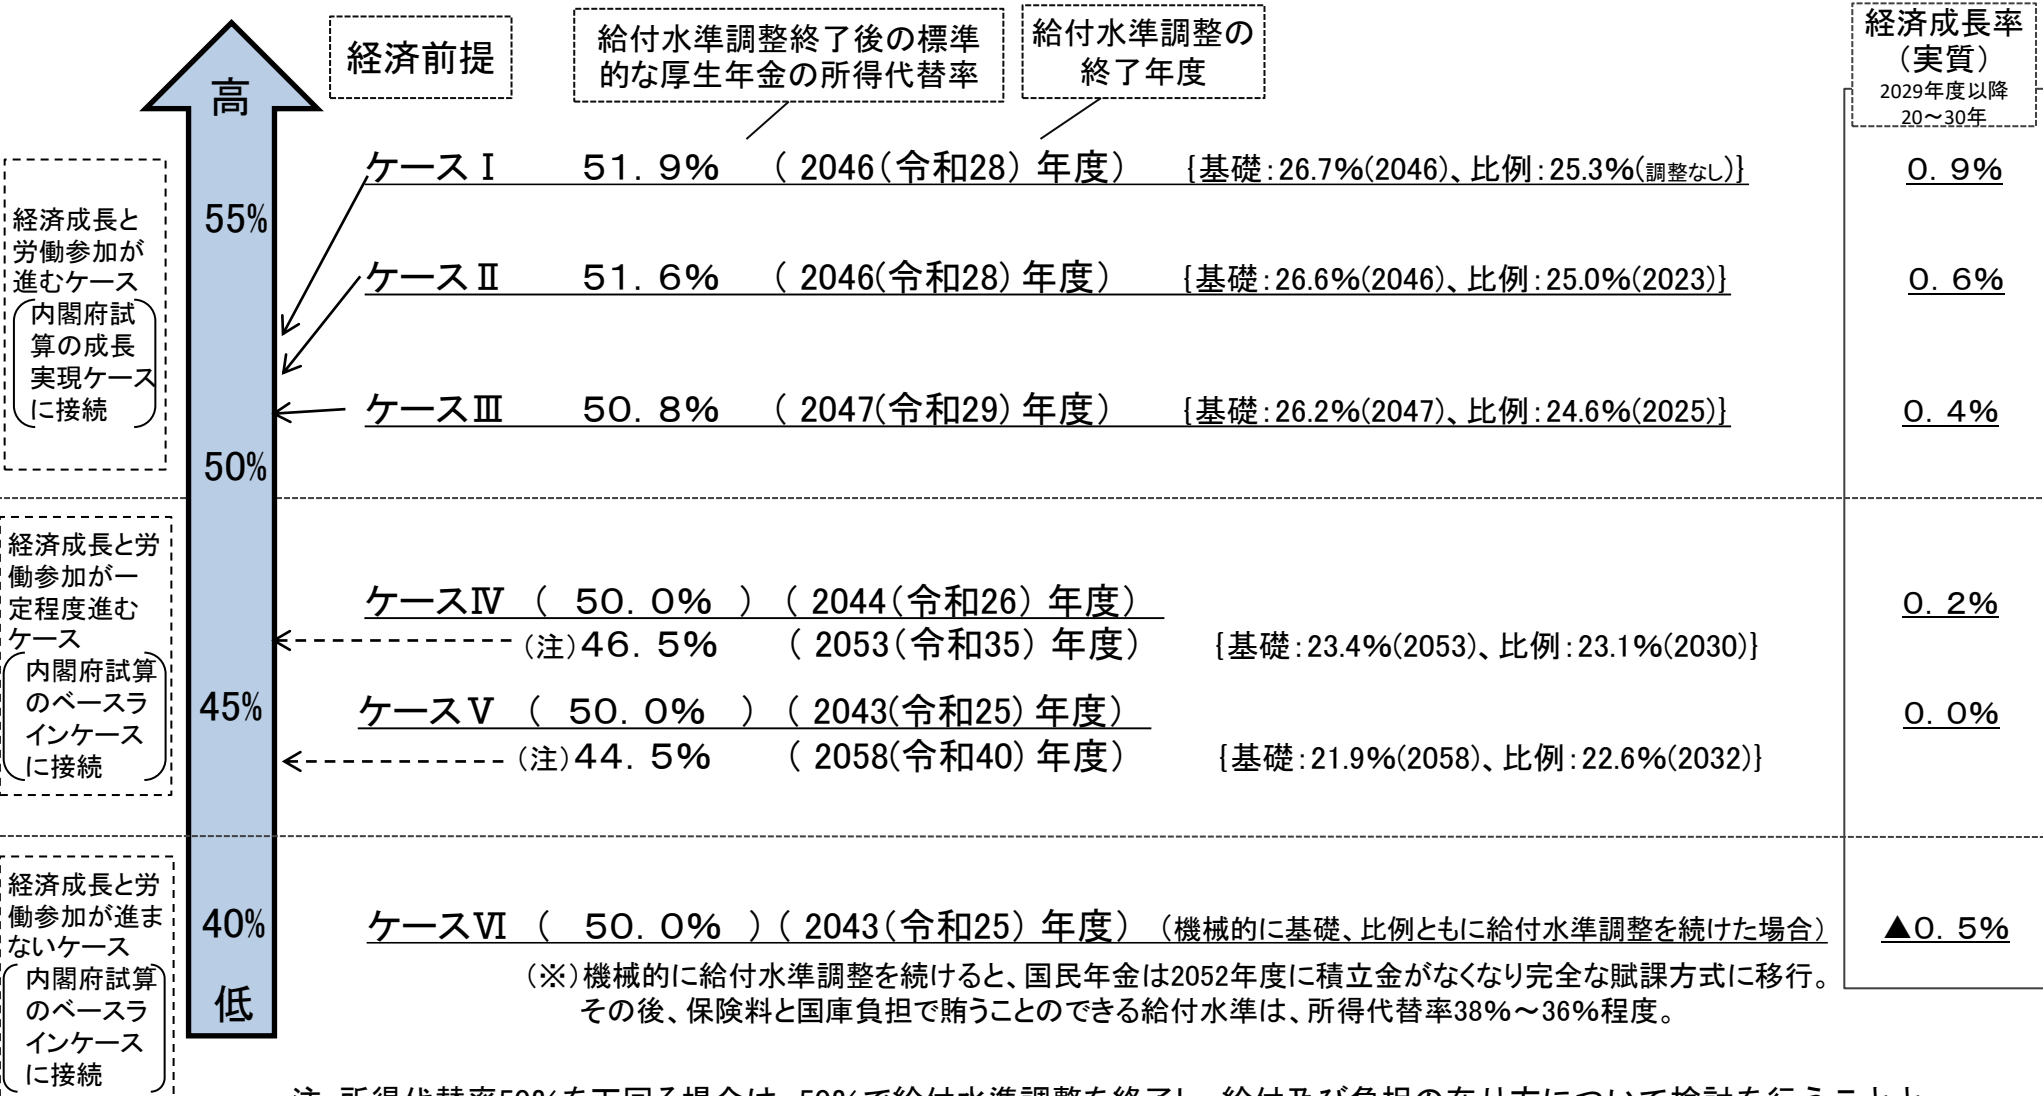 経済前提
給付水準調整終了後の標準
的な厚生年金の所得代替率
給付水準調整の
終了年度
経済成長率
(実質)
2029年度以降
20～30年
高
55%
50%
45%
40%
低
経済成長と
労働参加が
進むケース
内閣府試
算の成長
実現ケース
に接続
ケースⅠ 51.9% (2046(令和28)年度) {基礎:26.7%(2046)、比例:25.3%(調整なし)} 0.9%
ケースⅡ 51.6% (2046(令和28)年度) {基礎:26.6%(2046)、比例:25.0%(2023)} 0.6%
ケースⅢ 50.8% (2047(令和29)年度) {基礎:26.2%(2047)、比例:24.6%(2025)} 0.4%
経済成長と労
働参加が一
定程度進む
ケース
内閣府試算
のベースラ
インケース
に接続
ケースⅣ (50.0%) (2044(令和26)年度) 0.2%
(注)46.5% (2053(令和35)年度) {基礎:23.4%(2053)、比例:23.1%(2030)}
ケースⅤ (50.0%) (2043(令和25)年度) 0.0%
(注)44.5% (2058(令和40)年度) {基礎:21.9%(2058)、比例:22.6%(2032)}
経済成長と労
働参加が進ま
ないケース
内閣府試算
のベースラ
インケース
に接続
ケースⅥ (50.0%) (2043(令和25)年度) (機械的に基礎、比例ともに給付水準調整を続けた場合) ▲0.5%
(※)機械的に給付水準調整を続けると、国民年金は2052年度に積立金がなくなり完全な賦課方式に移行。
その後、保険料と国庫負担で賄うことのできる給付水準は、所得代替率38%～36%程度。